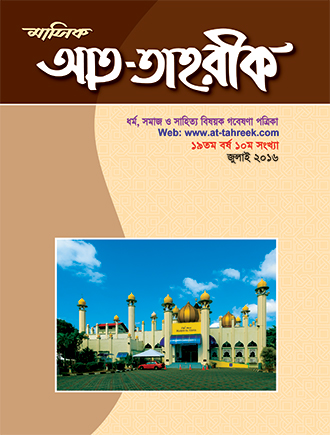 মাসিক
আত-তাহরীক
ধর্ম, সমাজ ও সাহিত্য বিষয়ক গবেষণা পত্রিকা
Web: www.at-tahreek.com
১৯তম বর্ষ ১০ম সংখ্যা
জুলাই ২০১৬